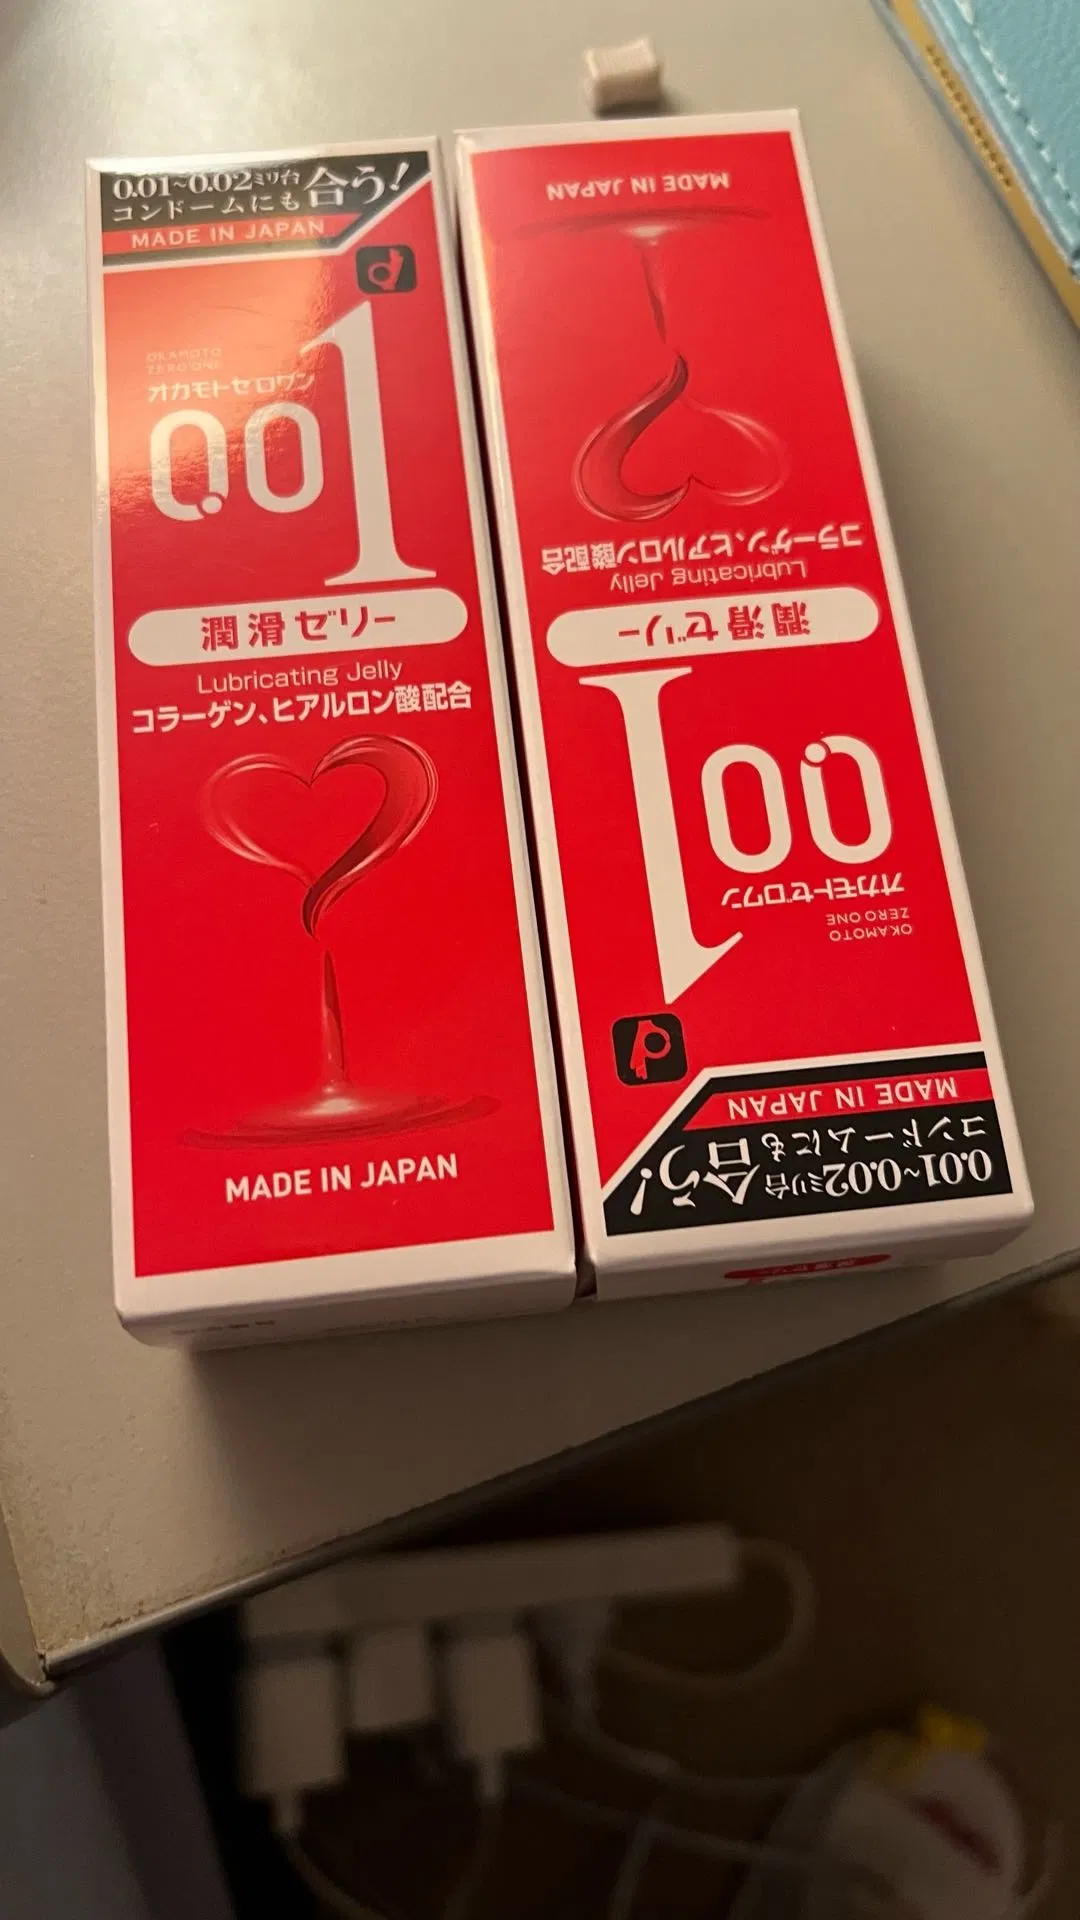 0.01~0.02ミリ台
コンドームにも合う!
MADE IN JAPAN
OKAMOTO
ZERO ONE
オカモトゼロワン
0.01
潤滑ゼリー
Lubricating Jelly
コラーゲン、ヒアルロン酸配合
MADE IN JAPAN
0.01~0.02ミリ台
コンドームにも合う!
MADE IN JAPAN
OKAMOTO
ZERO ONE
オカモトゼロワン
0.01
潤滑ゼリー
Lubricating Jelly
コラーゲン、ヒアルロン酸配合
MADE IN JAPAN
潤滑ゼリー